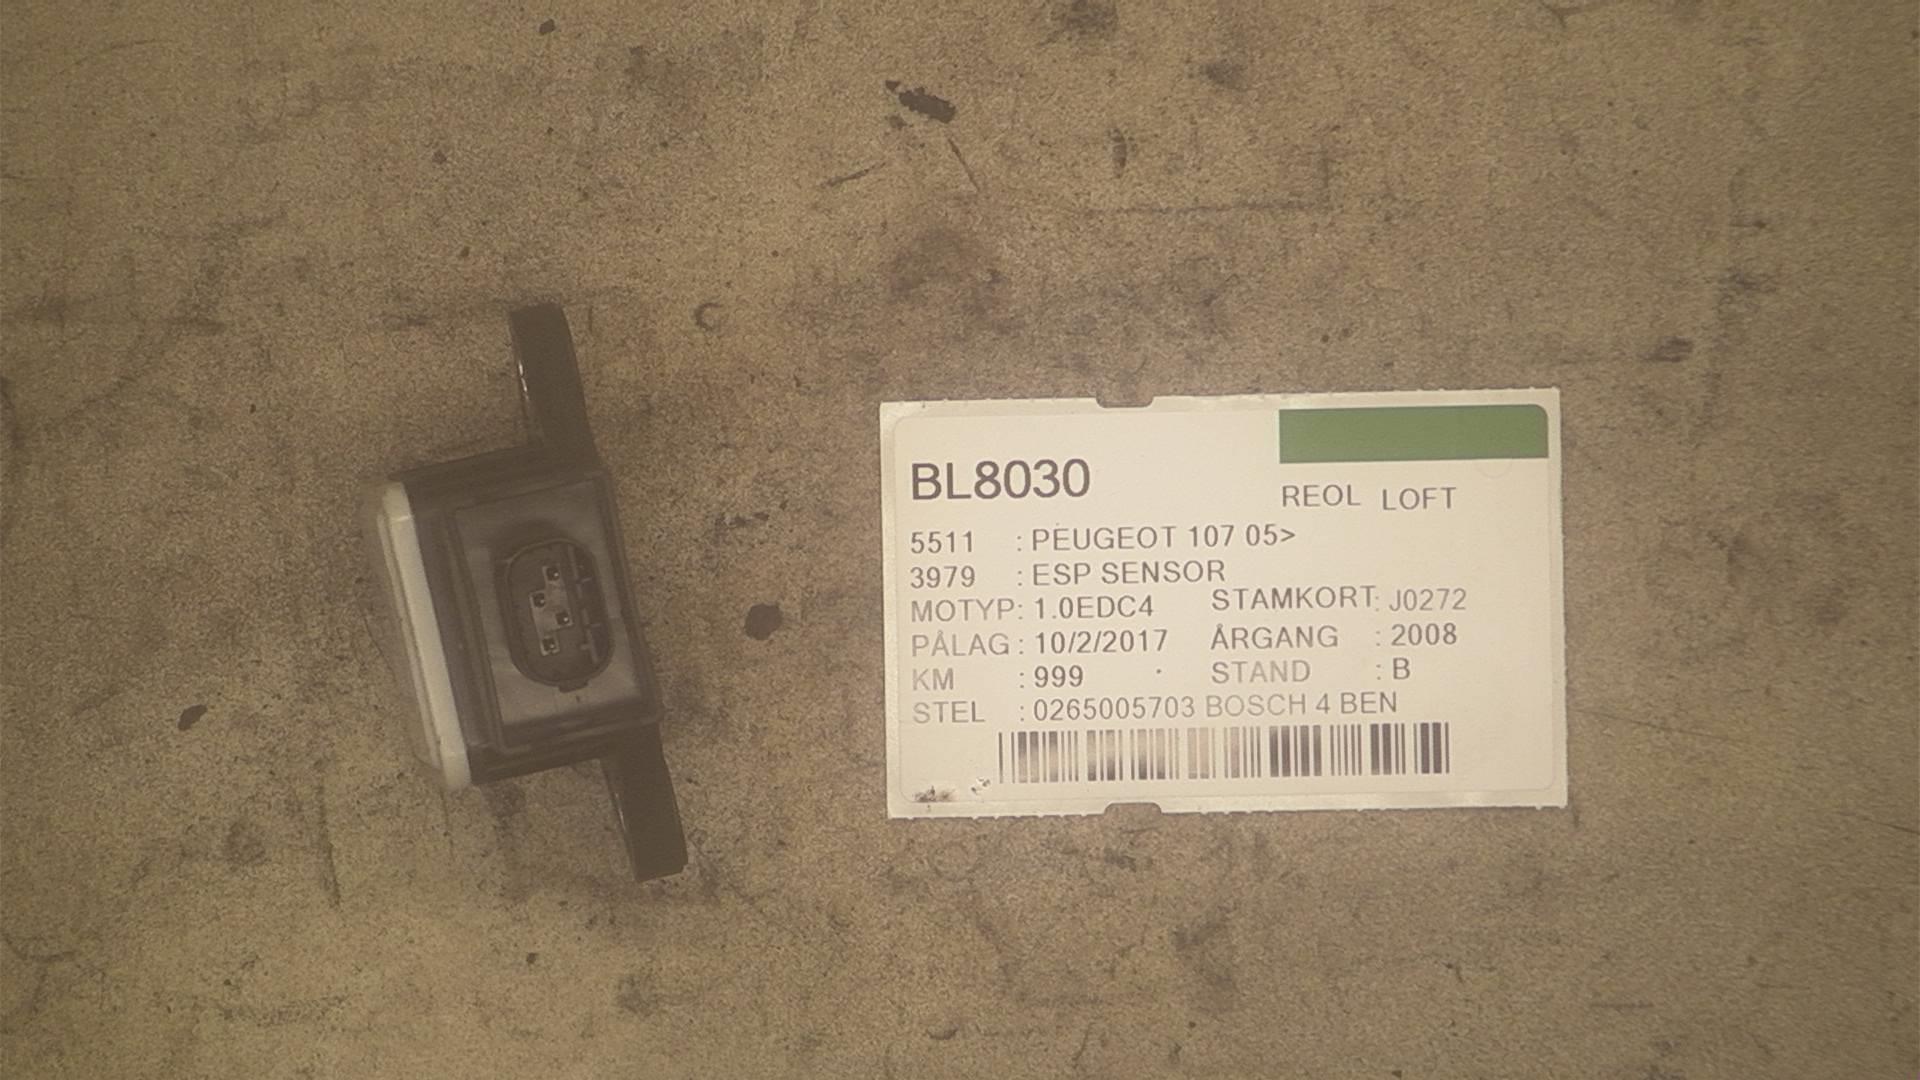 BL8030
REOL LOFT
5511 : PEUGEOT 107 05>
3979 : ESP SENSOR
MOTYP: 1.0EDC4 STAMKORT: J0272
PÅLAG : 10/2/2017 ÅRGANG : 2008
KM : 999 STAND : B
STEL : 0265005703 BOSCH 4 BEN